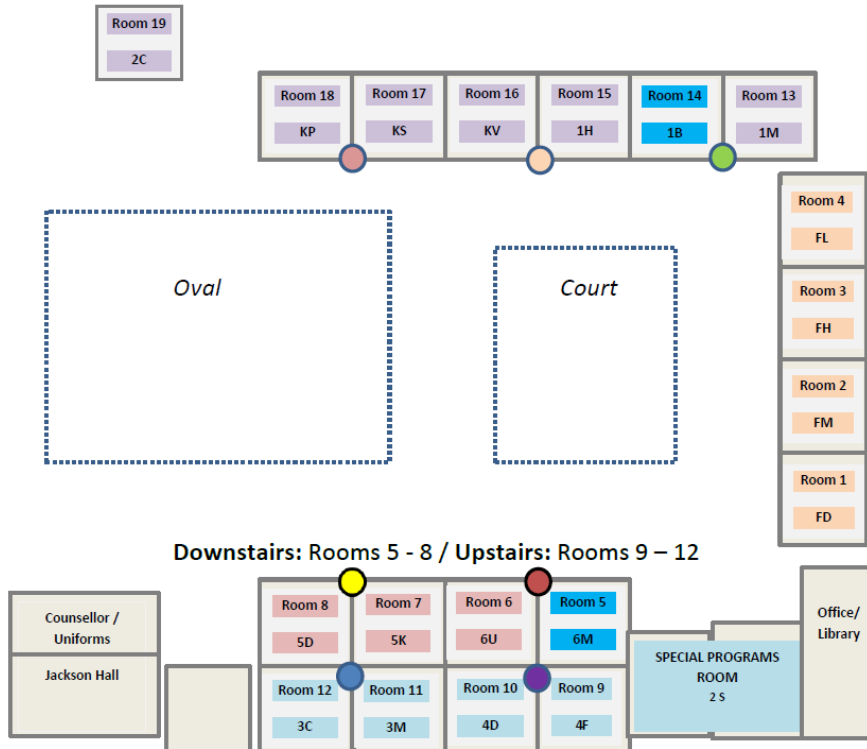 Room 19
2C
Room 18
Room 17
Room 16
Room 15
Room 14
Room 13
KP
KS
KV
1H
1B
1M
Room 4
FL
Oval
Court
Room 3
FH
Room 2
FM
Room 1
FD
Downstairs: Rooms 5 - 8 / Upstairs: Rooms 9 – 12
Counsellor /
Uniforms
Jackson Hall
Room 8
Room 7
Room 6
Room 5
5D
5K
6U
6M
Room 12
Room 11
Room 10
Room 9
3C
3M
4D
4F
SPECIAL PROGRAMS
ROOM
2 S
Office/
Library